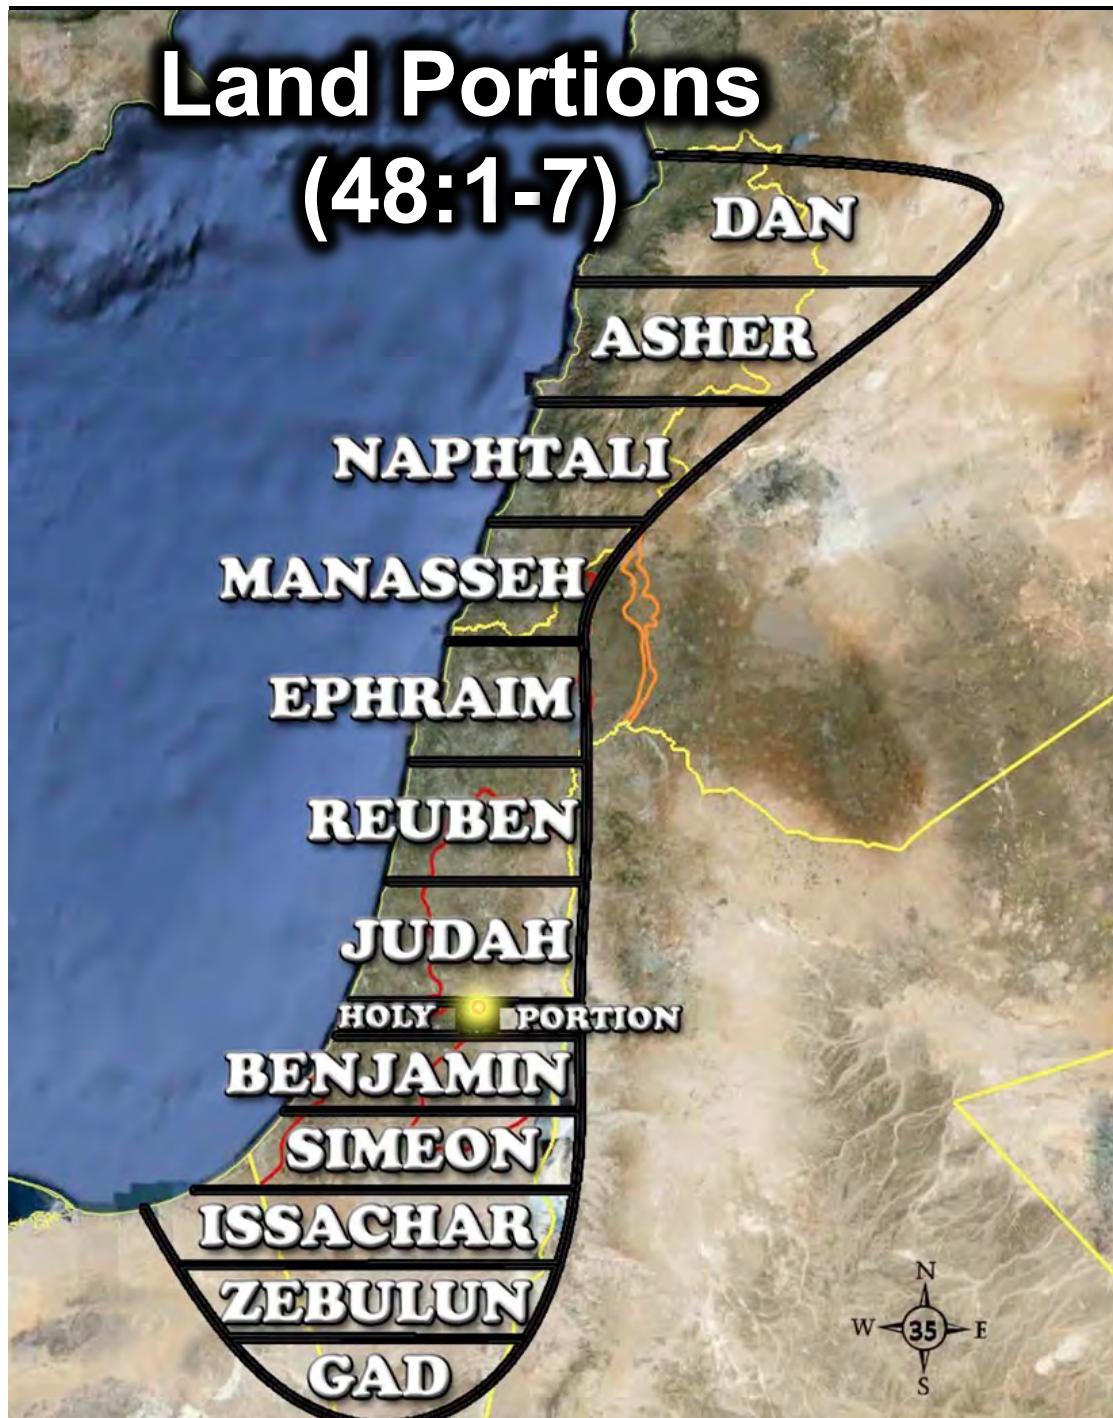 Land Portions
(48:1-7)
DAN
ASHER
NAPHTALI
MANASSEH
EPHRAIM
REUBEN
JUDAH
HOLY PORTION
BENJAMIN
SIMEON
ISSACHAR
ZEBULUN
GAD
N
W 35 E
S